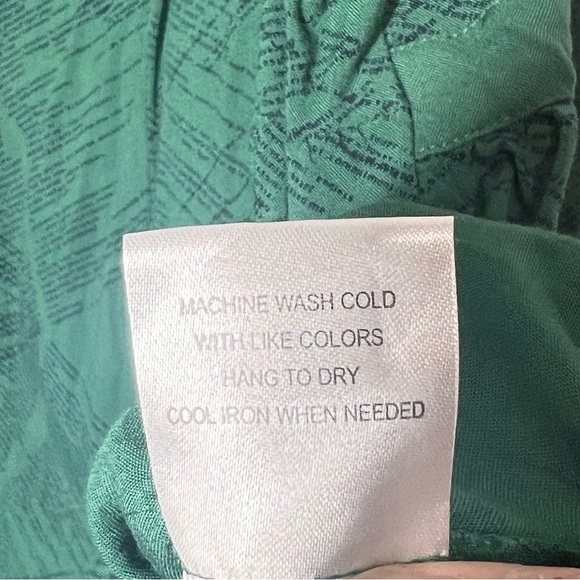 MACHINE WASH COLD
WITH LIKE COLORS
HANG TO DRY
COOL IRON WHEN NEEDED